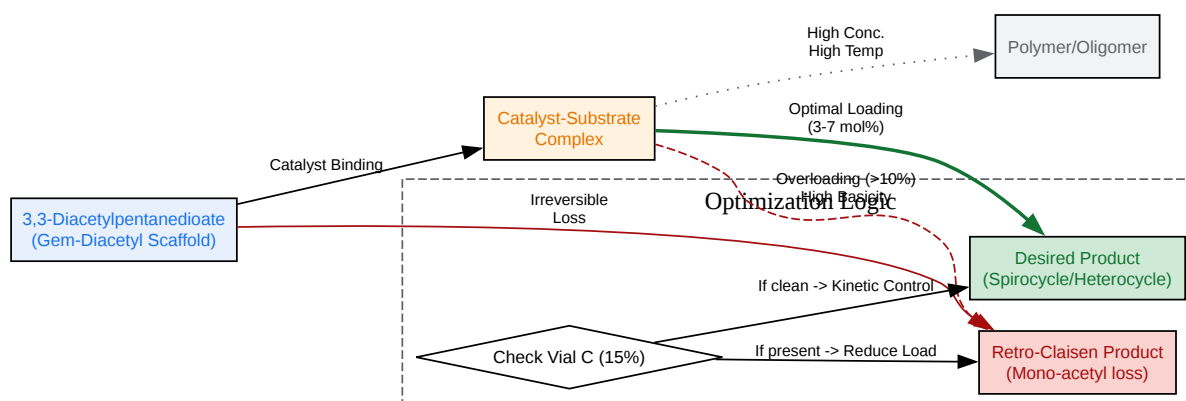 High Conc.
High Temp
Polymer/Oligomer
Catalyst-Substrate
Complex
Optimal Loading
(3-7 mol%)
Catalyst Binding
Overloading (>10%)
High Basicity
Optimization Logic
Irreversible
Loss
3,3-Diacetylpentanedioate
(Gem-Diacetyl Scaffold)
Desired Product
(Spirocycle/Heterocycle)
If clean -> Kinetic Control
Check Vial C (15%)
If present -> Reduce Load
Retro-Claisen Product
(Mono-acetyl loss)